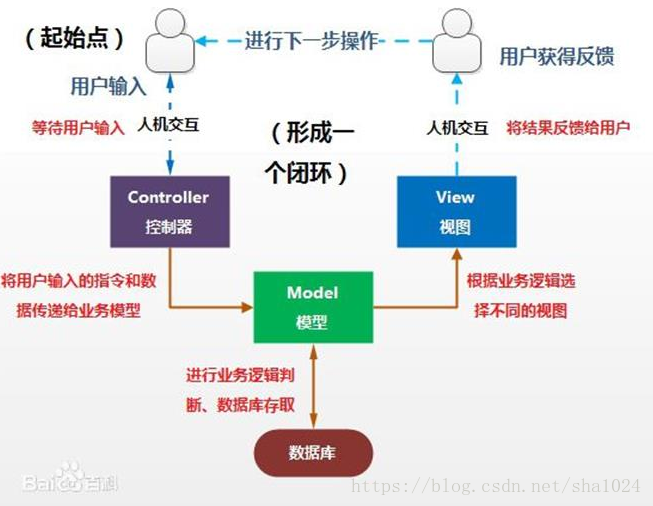 （起始点）
进行下一步操作
用户获得反馈
用户输入
等待用户输入
人机交互
（形成一
个闭环）
人机交互
将结果反馈给用户
Controller
控制器
View
视图
将用户输入的指令和数
据传递给业务模型
Model
模型
根据业务逻辑选
择不同的视图
进行业务逻辑判
断、数据库存取
数据库
Baidu百科
https://blog.csdn.net/sha1024